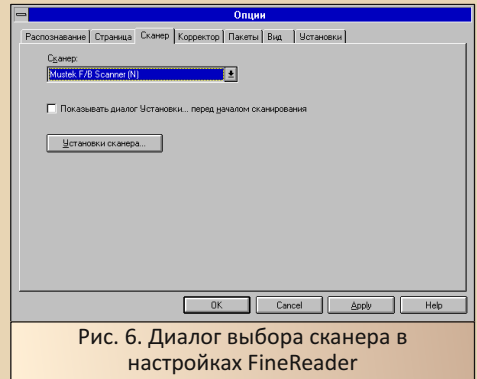 Опции
Распознавание Страница Сканер Корректор Пакеты Вид Установки
Сканер:
Mustek F/B Scanner (N)
Показывать диалог Установки... перед началом сканирования
Установки сканера...
OK Cancel Apply Help
Рис. 6. Диалог выбора сканера в
настройках FineReader